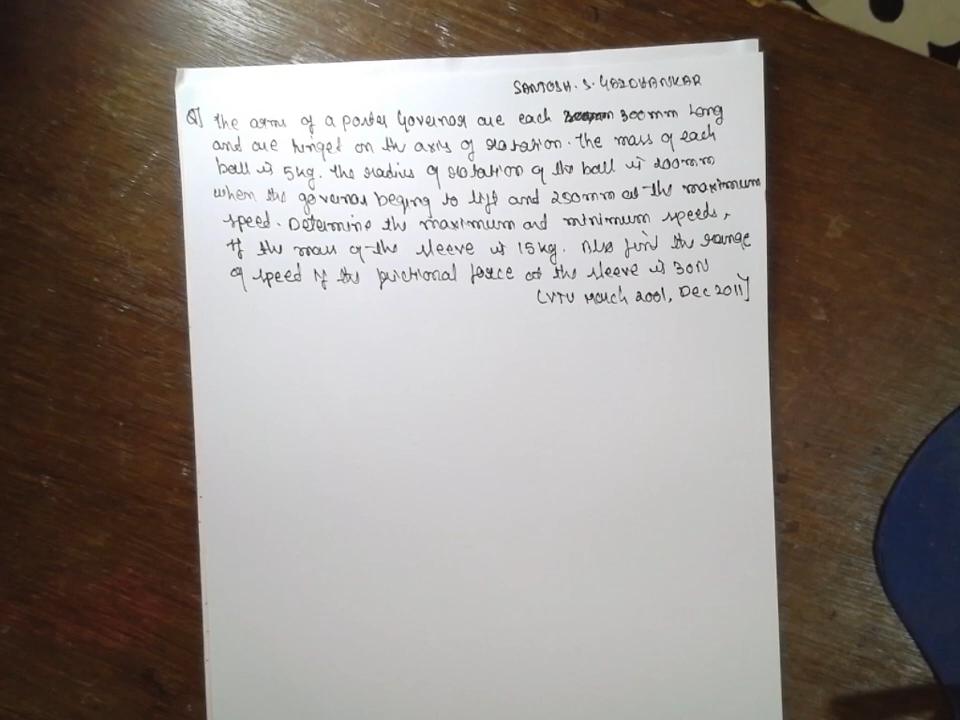 SANTOSH. S.
Q] The arms of a porter Governor are each 300mm long
and are hinged on the axis of rotation. The mass of each
ball is 5kg. The radius of rotation of the ball is 200mm
when the governor begins to lift and 250mm at the maximum
speed. Determine the maximum and minimum speeds,
if the mass of the sleeve is 15kg. Also find the range
of speed if the frictional force at the sleeve is 30N
[VTU March 2001, Dec 2011]